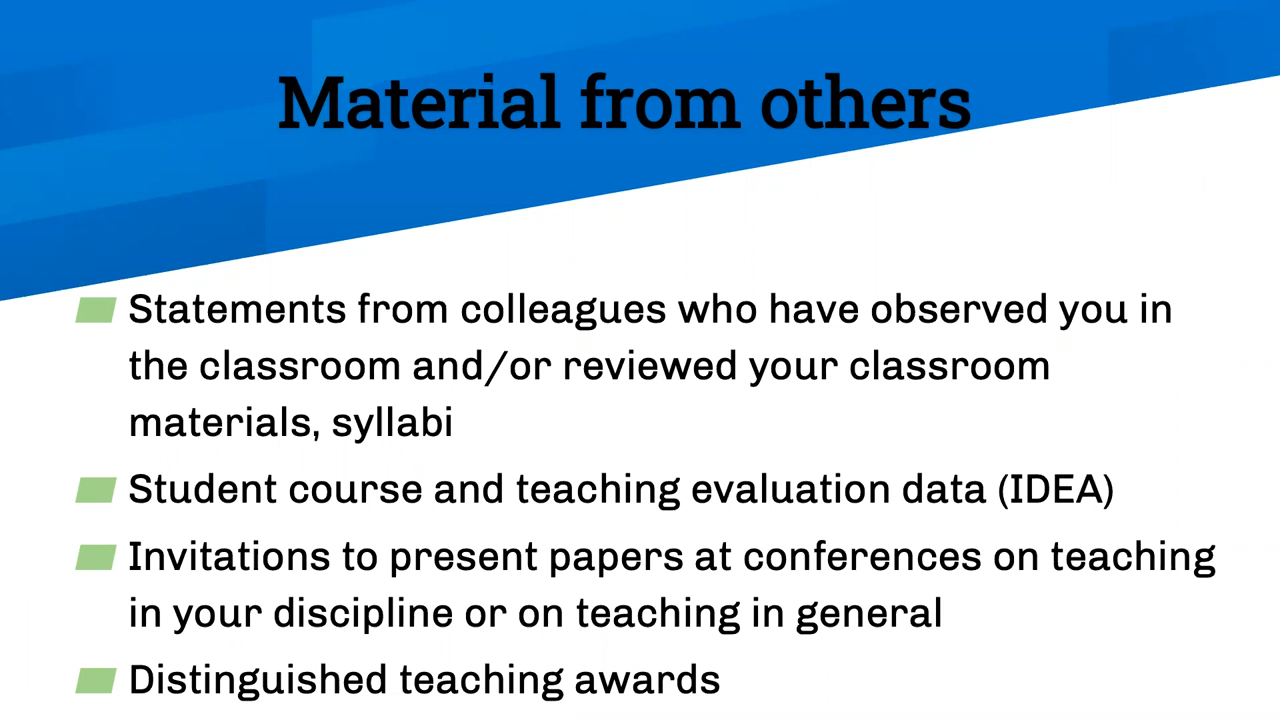 Material from others
Statements from colleagues who have observed you in
the classroom and/or reviewed your classroom
materials, syllabi
Student course and teaching evaluation data (IDEA)
Invitations to present papers at conferences on teaching
in your discipline or on teaching in general
Distinguished teaching awards